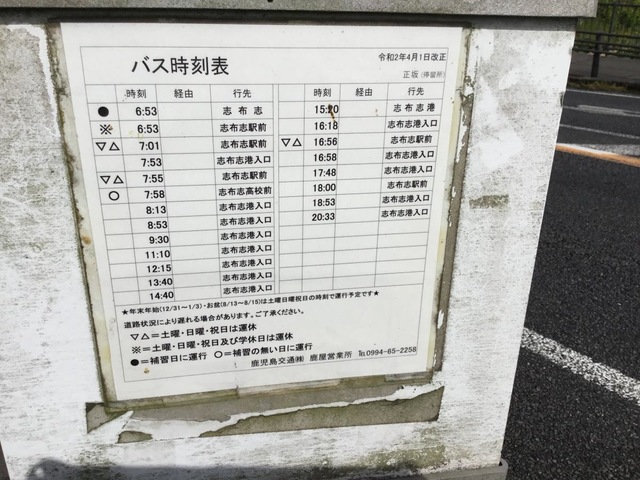 バス時刻表
令和2年4月1日改正
正坂(停留所)
時刻 経由 行先
● 6:53 志布志
※ 6:53 志布志駅前
▽△ 7:01 志布志駅前
7:53 志布志港入口
▽△ 7:55 志布志駅前
○ 7:58 志布志高校前
8:13 志布志港入口
8:53 志布志港入口
9:30 志布志港入口
11:10 志布志港入口
12:15 志布志港入口
13:40 志布志港入口
14:40 志布志港入口
時刻 経由 行先
15:20 志布志港
16:18 志布志港入口
▽△ 16:56 志布志駅前
16:58 志布志港入口
17:48 志布志港入口
18:00 志布志駅前
18:53 志布志港入口
20:33 志布志港入口
★年末年始(12/31~1/3)・お盆(8/13~8/15)は土曜日曜祝日の時刻で運行予定です★
道路状況により遅れる場合があります。ご了承ください。
▽△=土曜・日曜・祝日は運休
※=土曜・日曜・祝日及び学休日は運休
●=補習日に運行 ○=補習の無い日に運行
鹿児島交通㈱ 鹿屋営業所 ℡0994-65-2258